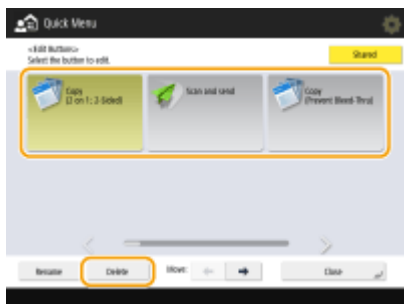 Quick Menu
<Edit Buttons>
Select the button to edit.
Shared
Copy
(2 on 1: 2-Sided)
Scan and send
Copy
(Prevent Bleed-Thru)
Rename
Delete
Move:
Close